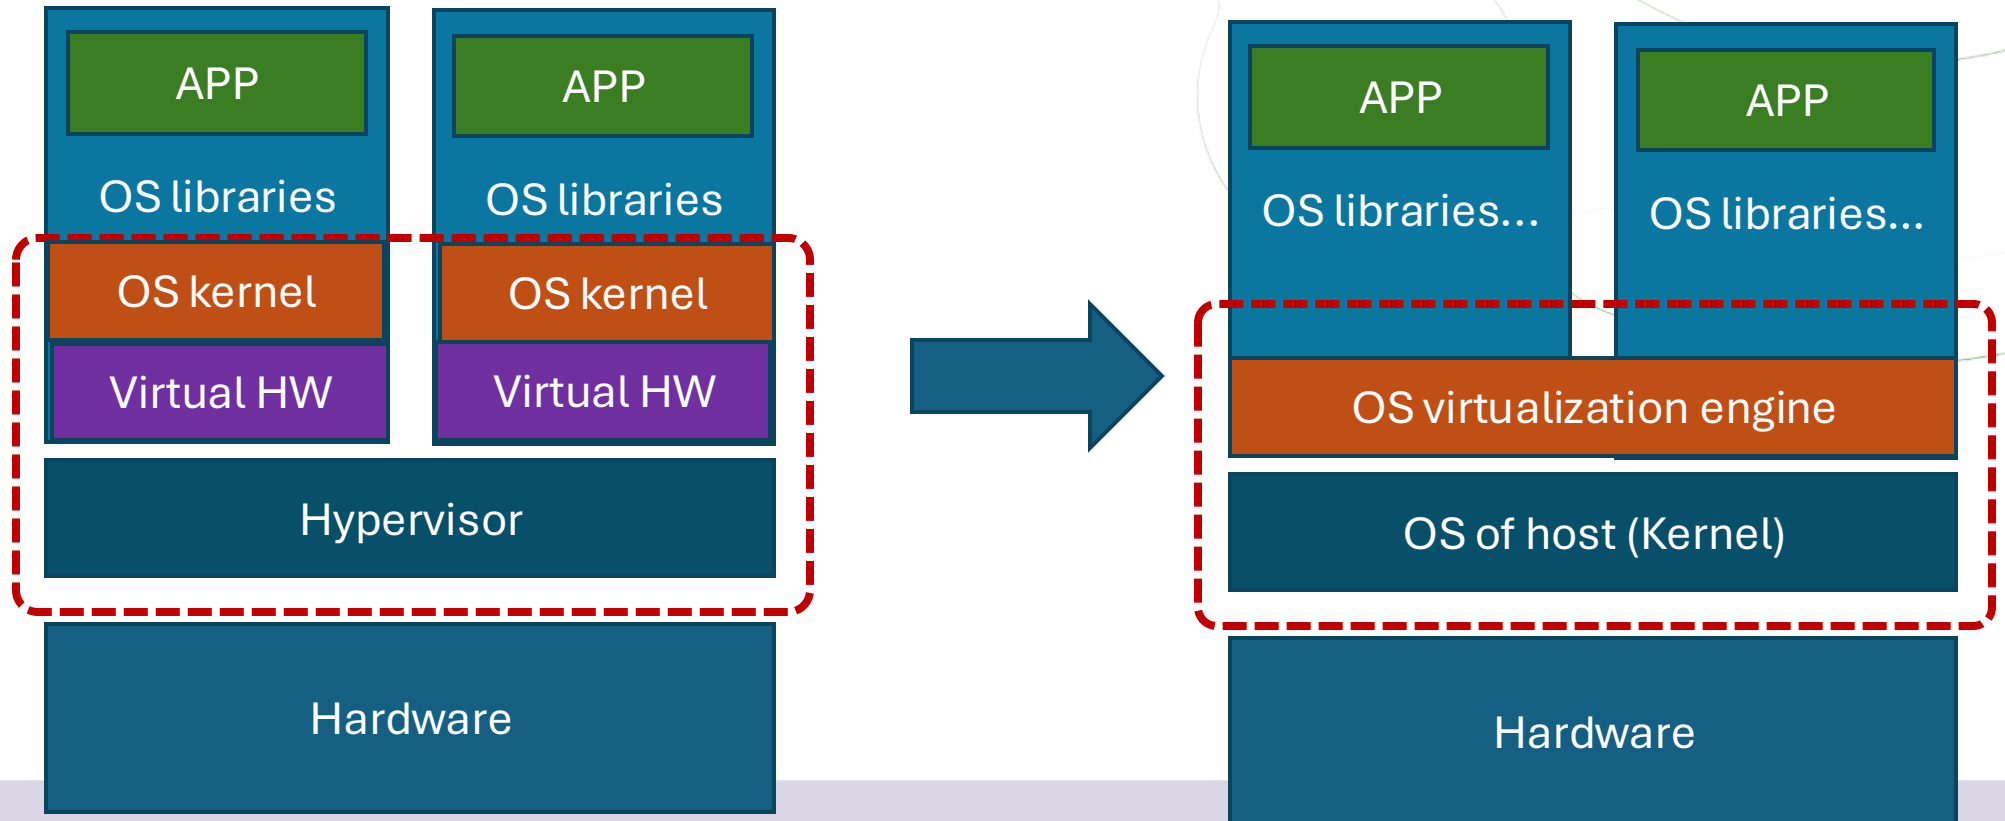 APP
OS libraries
OS kernel
Virtual HW
APP
OS libraries
OS kernel
Virtual HW
Hypervisor
Hardware
APP
OS libraries...
APP
OS libraries...
OS virtualization engine
OS of host (Kernel)
Hardware